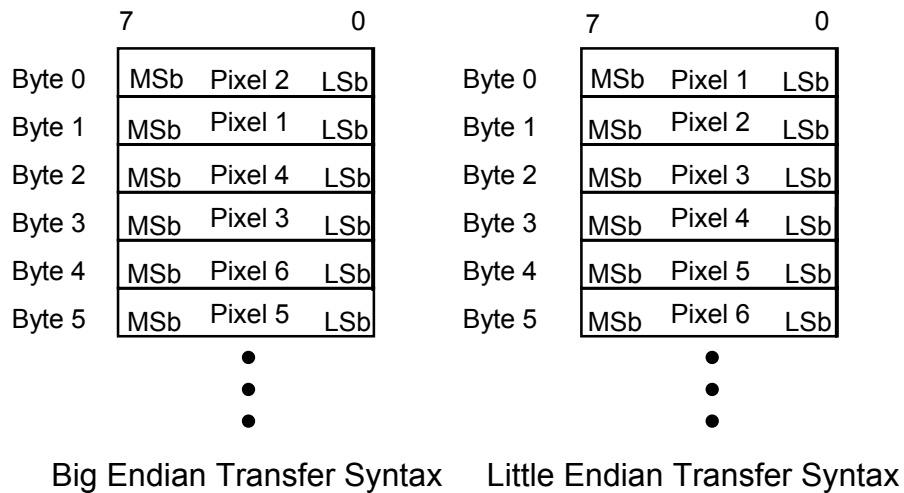 7 0 7 0
Byte 0 MSb Pixel 2 LSb Byte 0 MSb Pixel 1 LSb
Byte 1 MSb Pixel 1 LSb Byte 1 MSb Pixel 2 LSb
Byte 2 MSb Pixel 4 LSb Byte 2 MSb Pixel 3 LSb
Byte 3 MSb Pixel 3 LSb Byte 3 MSb Pixel 4 LSb
Byte 4 MSb Pixel 6 LSb Byte 4 MSb Pixel 5 LSb
Byte 5 MSb Pixel 5 LSb Byte 5 MSb Pixel 6 LSb
Big Endian Transfer Syntax Little Endian Transfer Syntax